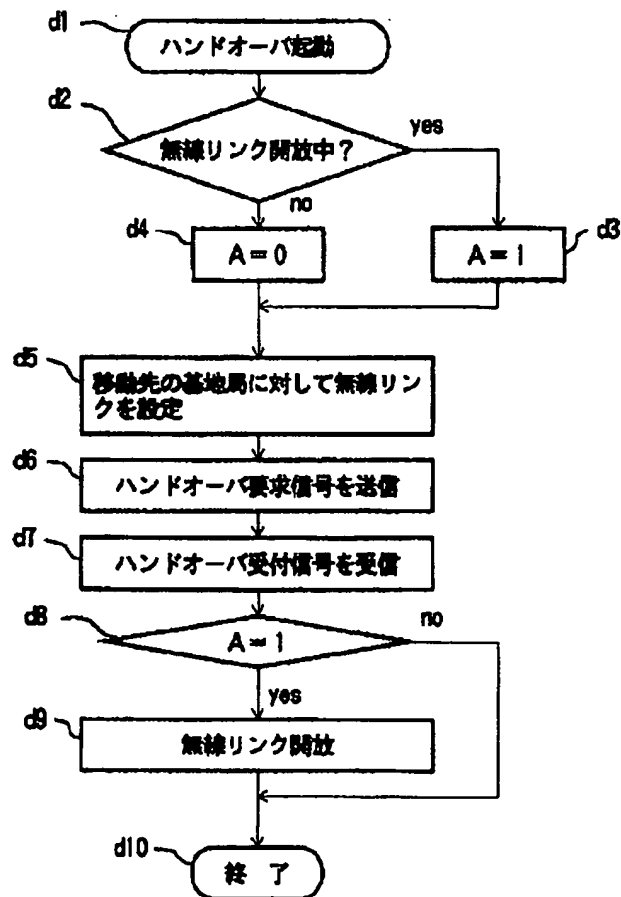 d1
ハンドオーバ起動
d2
無線リンク開放中?
yes
no
d4
A=0
d3
A=1
d5
移動先の基地局に対して無線リン
クを設定
d6
ハンドオーバ要求信号を送信
d7
ハンドオーバ受付信号を受信
d8
A=1
no
yes
d9
無線リンク開放
d10
終 了